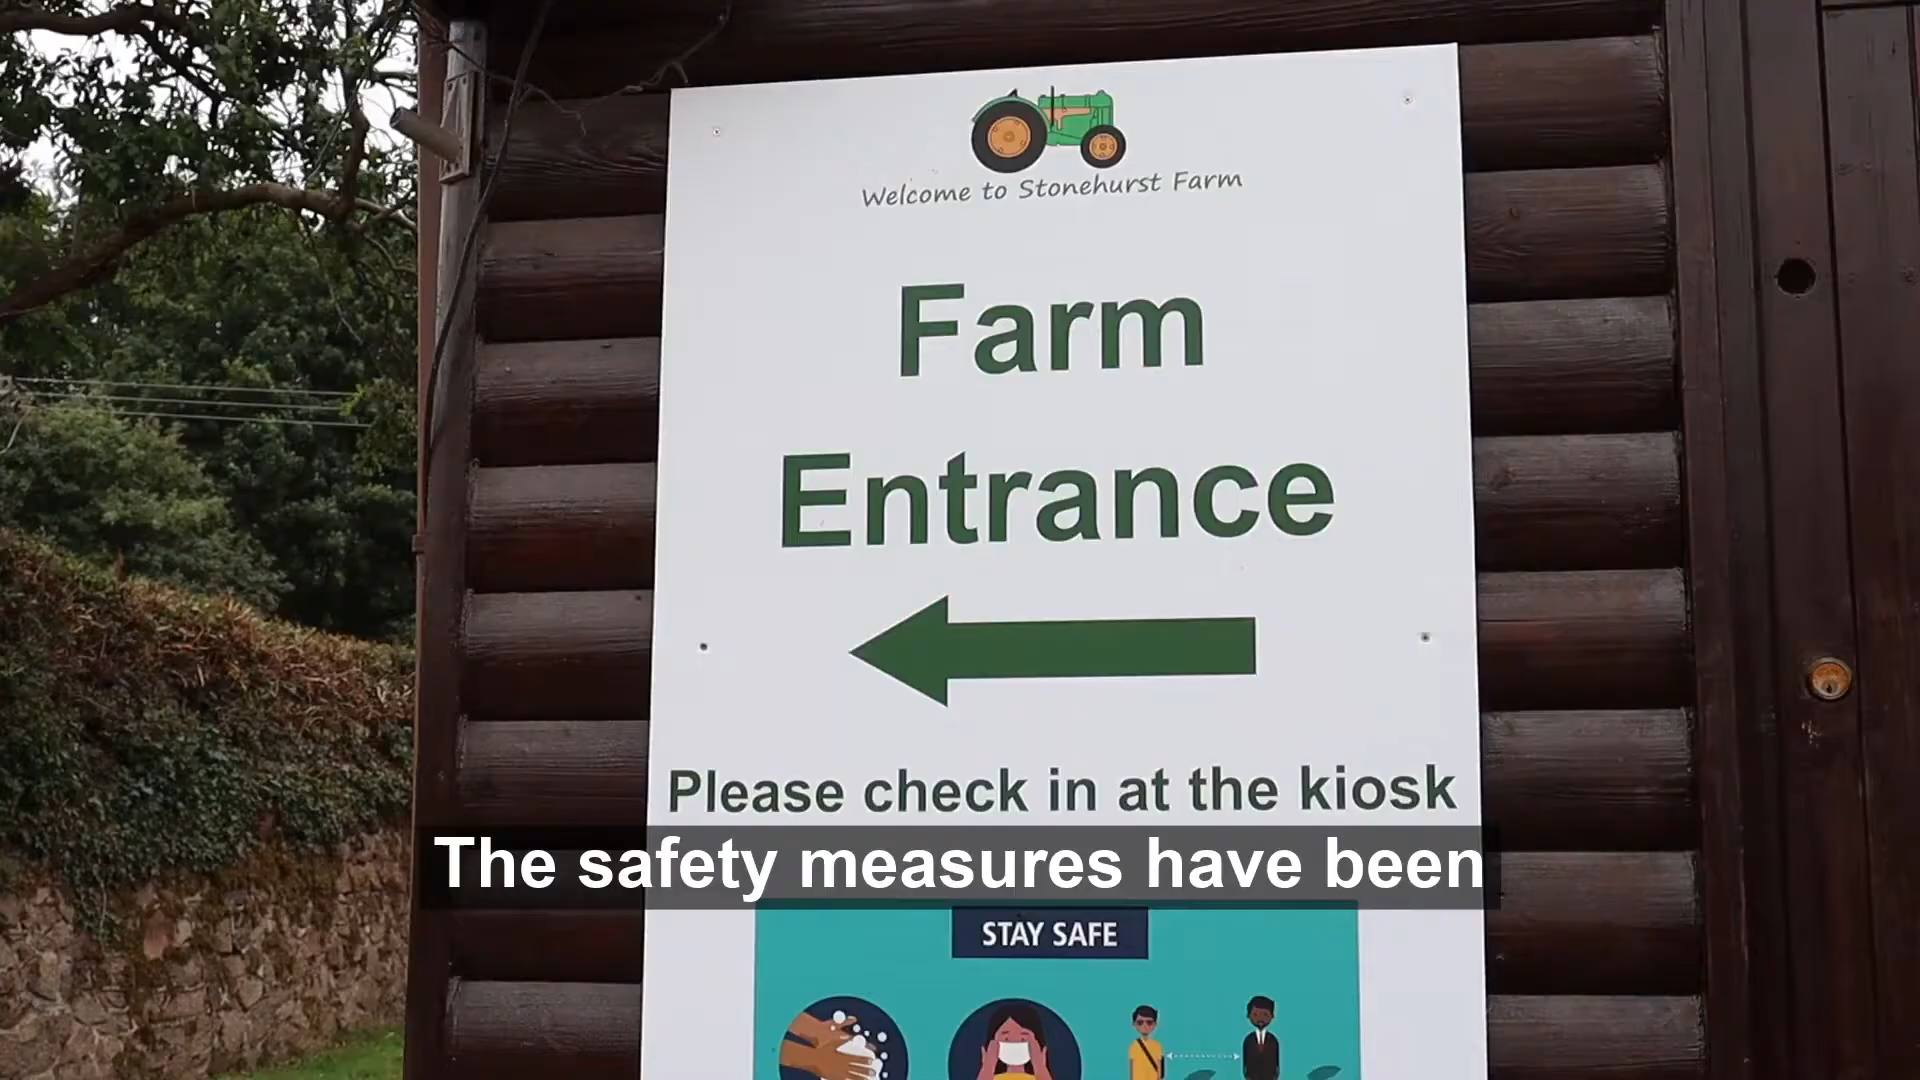 Welcome to Stonehurst Farm
Farm
Entrance
Please check in at the kiosk
The safety measures have been
STAY SAFE